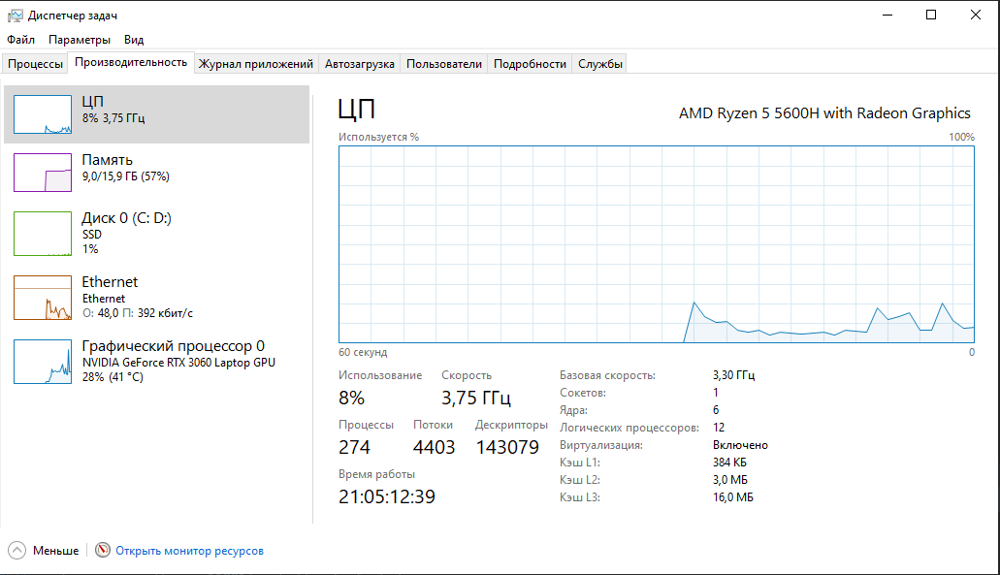 Диспетчер задач
Файл Параметры Вид
Процессы Производительность Журнал приложений Автозагрузка Пользователи Подробности Службы
ЦП
8% 3,75 ГГц
Память
9,0/15,9 ГБ (57%)
Диск 0 (C: D:)
SSD
1%
Ethernet
Ethernet
О: 48,0 П: 392 кбит/с
Графический процессор 0
NVIDIA GeForce RTX 3060 Laptop GPU
28% (41 °C)
ЦП AMD Ryzen 5 5600H with Radeon Graphics
Используется % 100%
60 секунд 0
Использование Скорость
8% 3,75 ГГц
Процессы Потоки Дескрипторы
274 4403 143079
Время работы
21:05:12:39
Базовая скорость: 3,30 ГГц
Сокетов: 1
Ядра: 6
Логических процессоров: 12
Виртуализация: Включено
Кэш L1: 384 КБ
Кэш L2: 3,0 МБ
Кэш L3: 16,0 МБ
Меньше Открыть монитор ресурсов